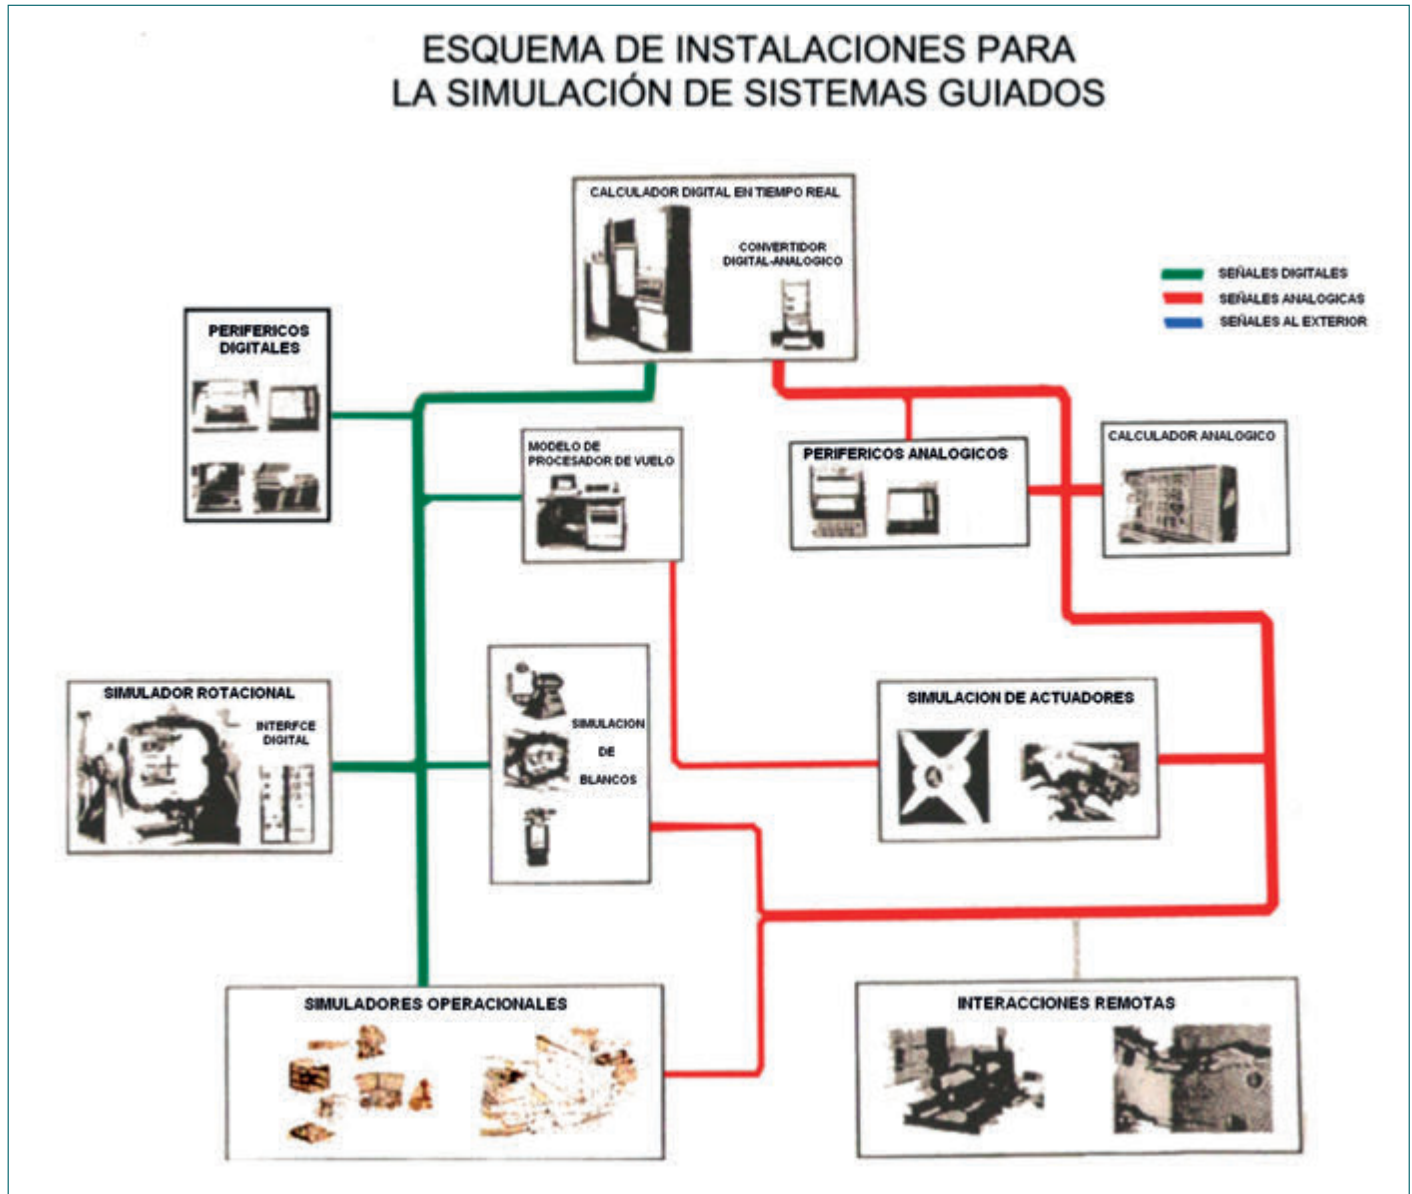 ESQUEMA DE INSTALACIONES PARA
LA SIMULACIÓN DE SISTEMAS GUIADOS
CALCULADOR DIGITAL EN TIEMPO REAL
CONVERTIDOR
DIGITAL-ANALOGICO
SEÑALES DIGITALES
SEÑALES ANALOGICAS
SEÑALES AL EXTERIOR
PERIFERICOS
DIGITALES
MODELO DE
PROCESADOR DE VUELO
PERIFERICOS ANALOGICOS
CALCULADOR ANALOGICO
SIMULADOR ROTACIONAL
INTERFCE
DIGITAL
SIMULACION
DE
BLANCOS
SIMULACION DE ACTUADORES
SIMULADORES OPERACIONALES
INTERACCIONES REMOTAS